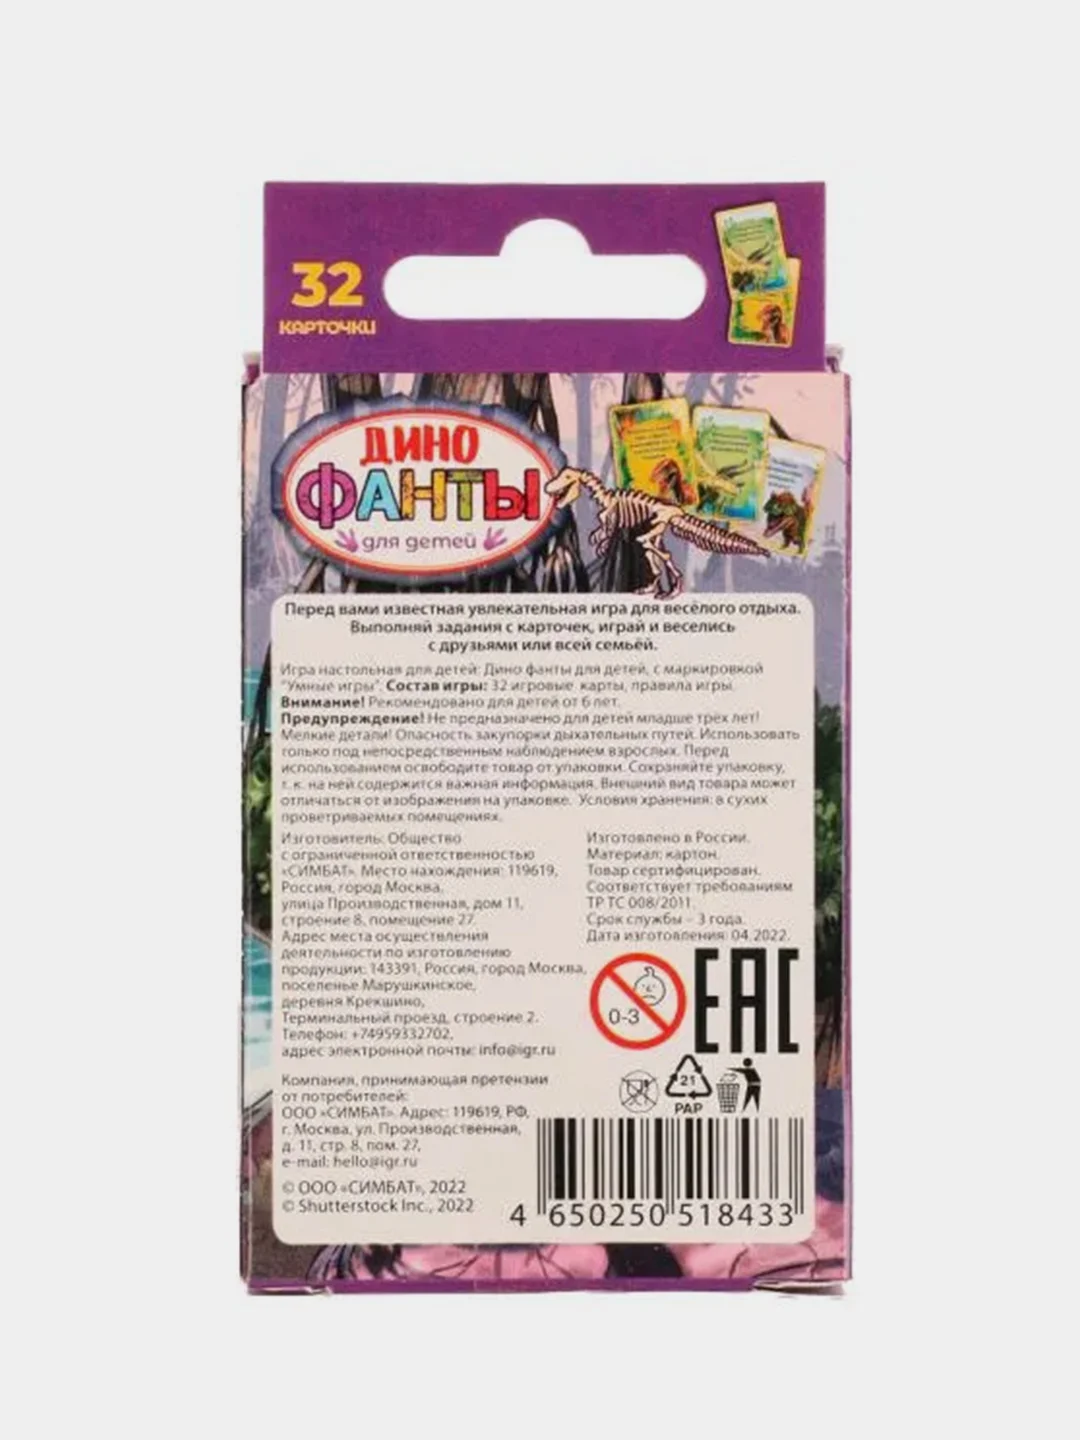 32
КАРТОЧКИ
ДИНО
ФАНТЫ
для детей
Перед вами известная увлекательная игра для весёлого отдыха.
Выполняй задания с карточек, играй и веселись
с друзьями или всей семьёй.
Игра настольная для детей: Дино фанты для детей, с маркировкой
"Умные игры". Состав игры: 32 игровые карты, правила игры.
Внимание! Рекомендовано для детей от 6 лет.
Предупреждение! Не предназначено для детей младше трёх лет!
Мелкие детали! Опасность закупорки дыхательных путей. Использовать
только под непосредственным наблюдением взрослых. Перед
использованием освободите товар от упаковки. Сохраняйте упаковку,
т. к. на ней содержится важная информация. Внешний вид товара может
отличаться от изображения на упаковке. Условия хранения: в сухих
проветриваемых помещениях.
Изготовитель: Общество
с ограниченной ответственностью
«СИМБАТ». Место нахождения: 119619,
Россия, город Москва,
улица Производственная, дом 11,
строение 8, помещение 27.
Адрес места осуществления
деятельности по изготовлению
продукции: 143391, Россия, город Москва,
поселенье Марушкинское,
деревня Крекшино,
Терминальный проезд, строение 2.
Телефон: +74959332702,
адрес электронной почты: info@igr.ru
Изготовлено в России.
Материал: картон.
Товар сертифицирован.
Соответствует требованиям
ТР ТС 008/2011.
Срок службы – 3 года.
Дата изготовления: 04.2022.
0-3
EAC
21
PAP
Компания, принимающая претензии
от потребителей:
ООО «СИМБАТ». Адрес: 119619, РФ,
г. Москва, ул. Производственная,
д. 11, стр. 8, пом. 27,
e-mail: hello@igr.ru
© ООО «СИМБАТ», 2022
© Shutterstock Inc., 2022
4 650250 518433